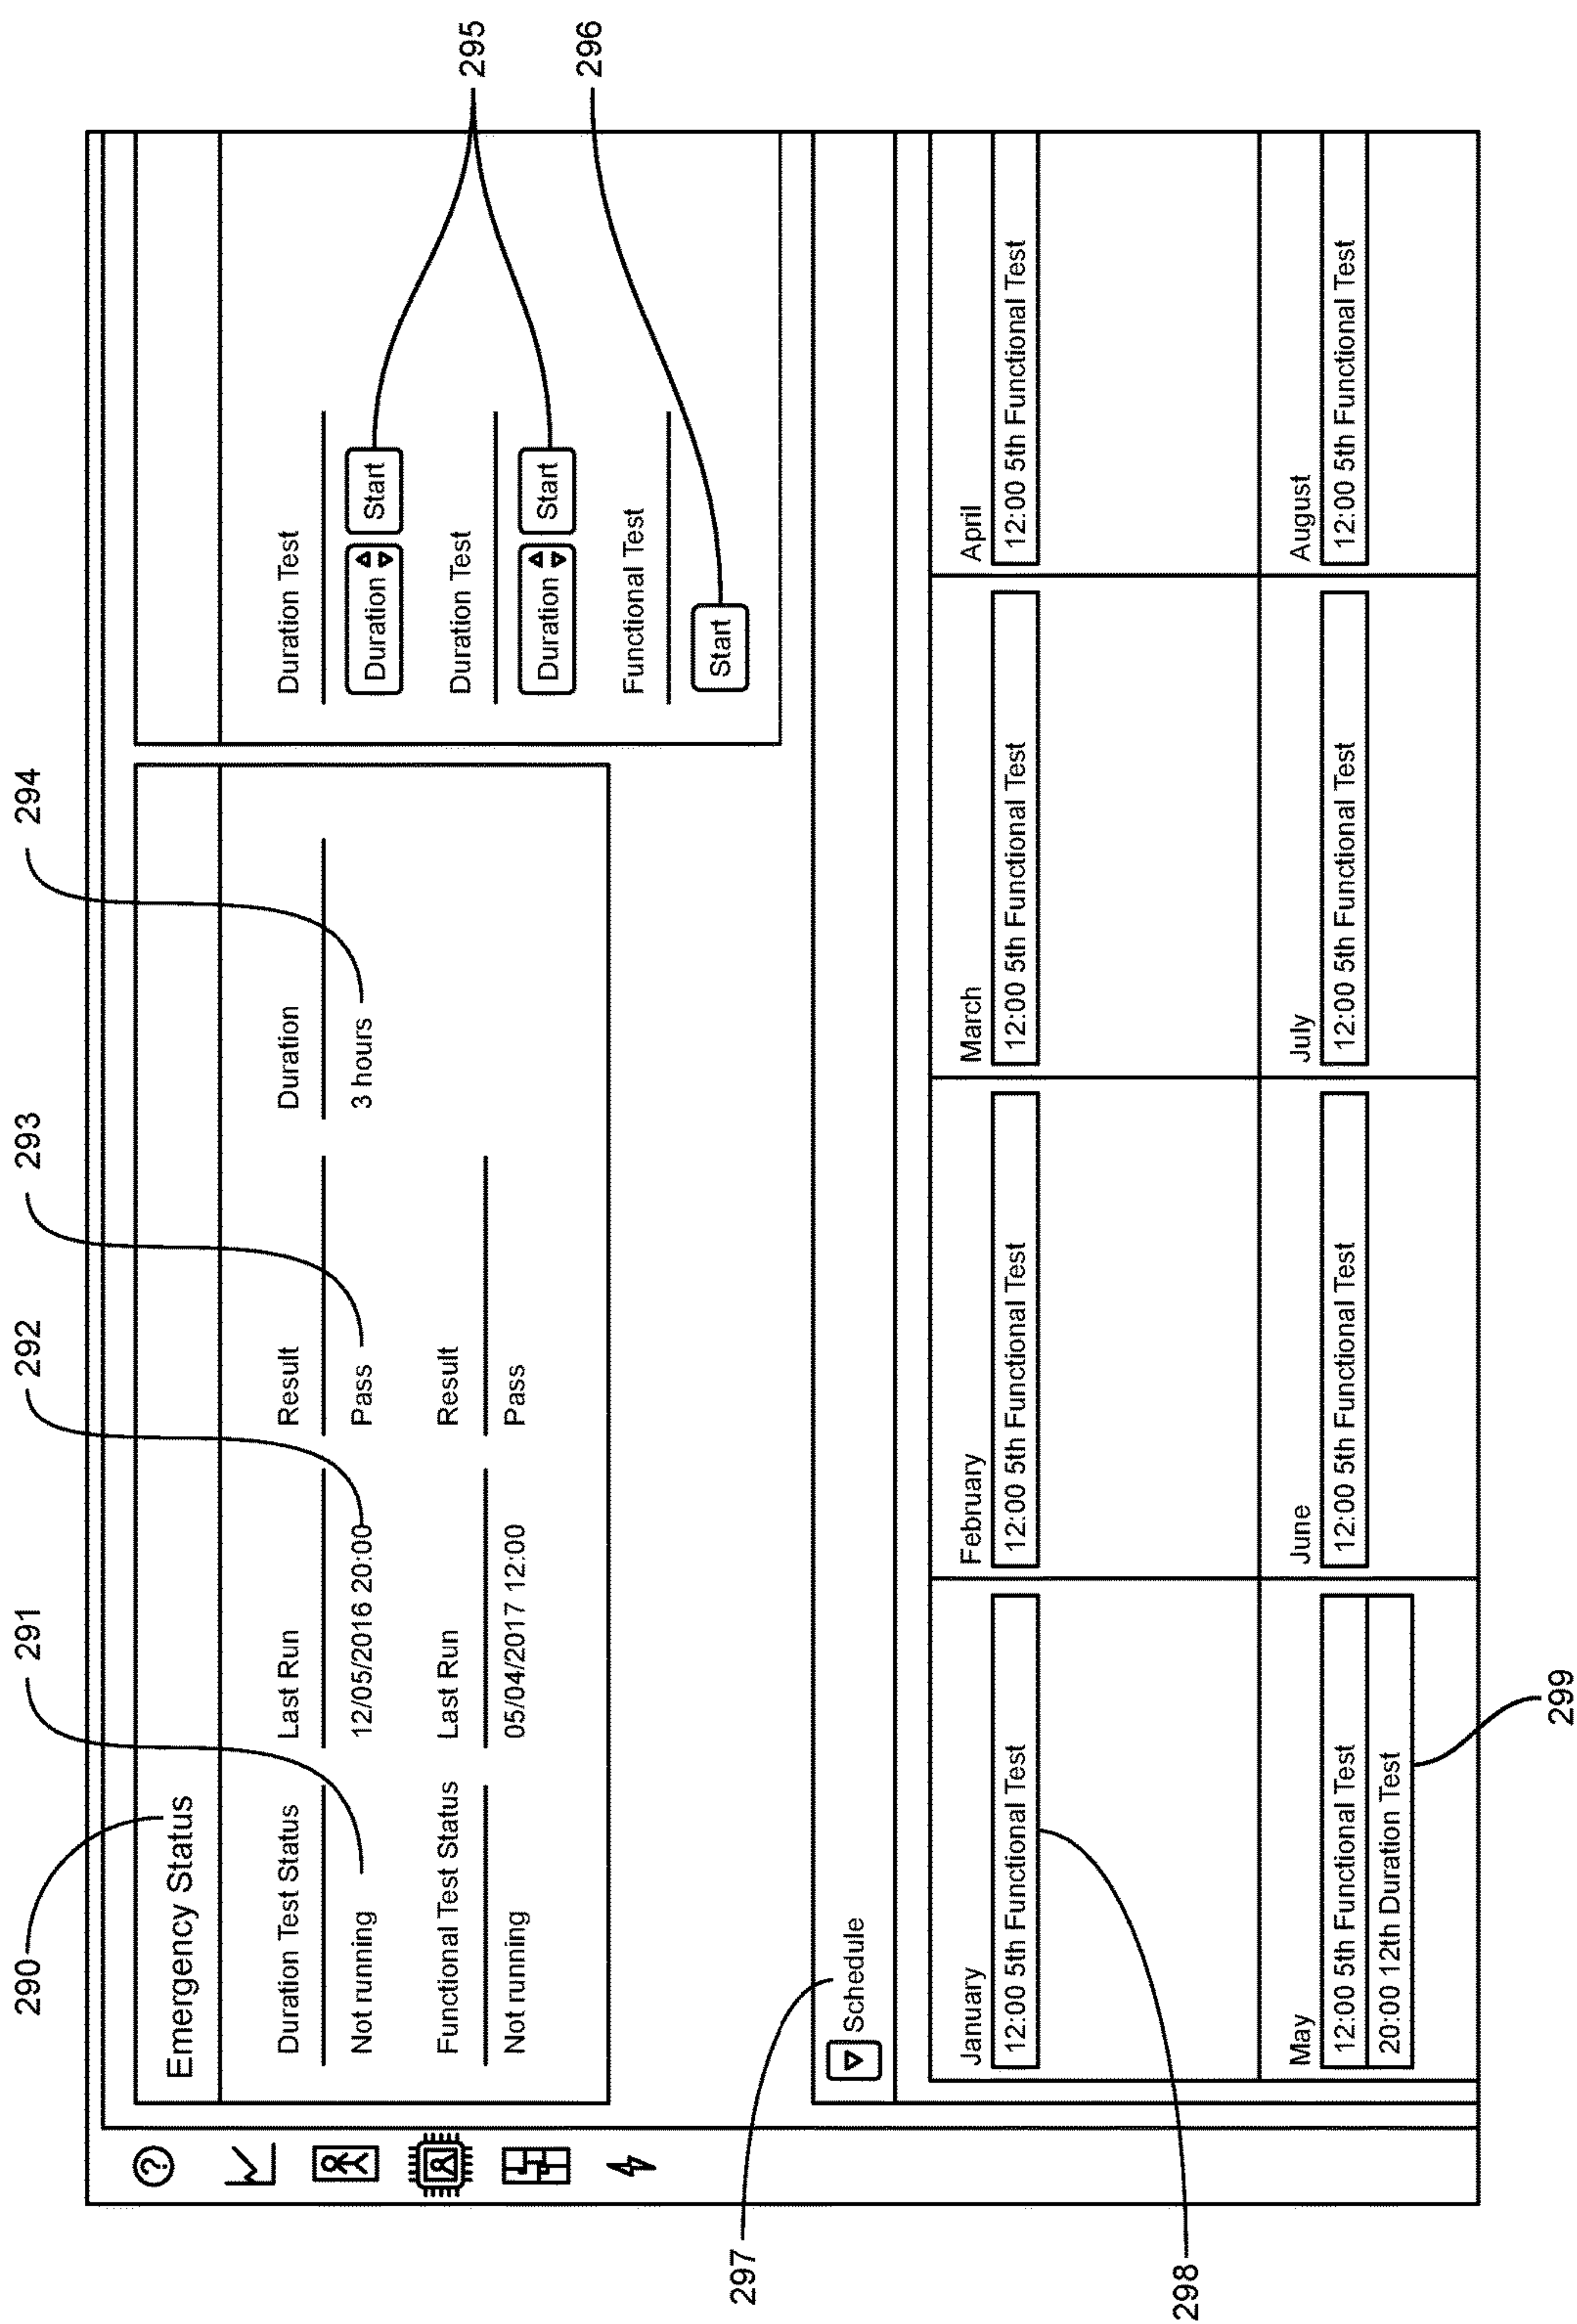 290
291
292
293
294
295
296
Emergency Status
Duration Test Status Last Run Result Duration
Not running 12/05/2016 20:00 Pass 3 hours
Functional Test Status Last Run Result
Not running 05/04/2017 12:00 Pass
Duration Test
Duration Start
Duration Test
Duration Start
Functional Test
Start
297
Schedule
January February March April
12:00 5th Functional Test 12:00 5th Functional Test 12:00 5th Functional Test 12:00 5th Functional Test
May June July August
12:00 5th Functional Test 12:00 5th Functional Test 12:00 5th Functional Test 12:00 5th Functional Test
20:00 12th Duration Test
298
299